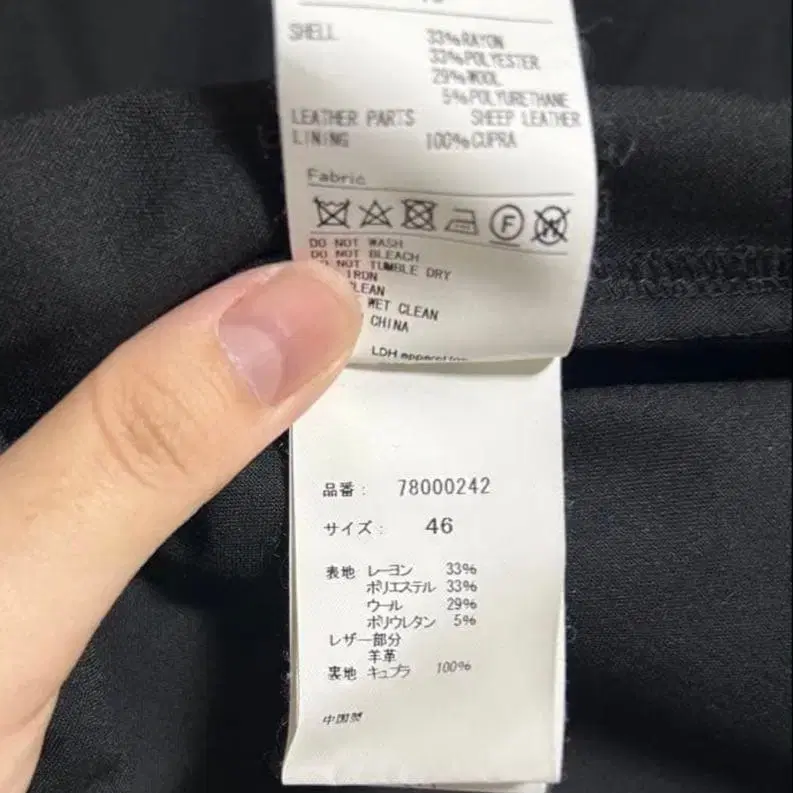 SHELL 33%RAYON
33%POLYESTER
29%WOOL
5%POLYURETHANE
LEATHER PARTS SHEEP LEATHER
LINING 100%CUPRA
Fabric
F
DO NOT WASH
DO NOT BLEACH
NOT TUMBLE DRY
IRON
CLEAN
WET CLEAN
CHINA
LDH
品番: 78000242
サイズ: 46
表地 レーヨン 33%
ポリエステル 33%
ウール 29%
ポリウレタン 5%
レザー部分
羊革
裏地 キュプラ 100%
中国製